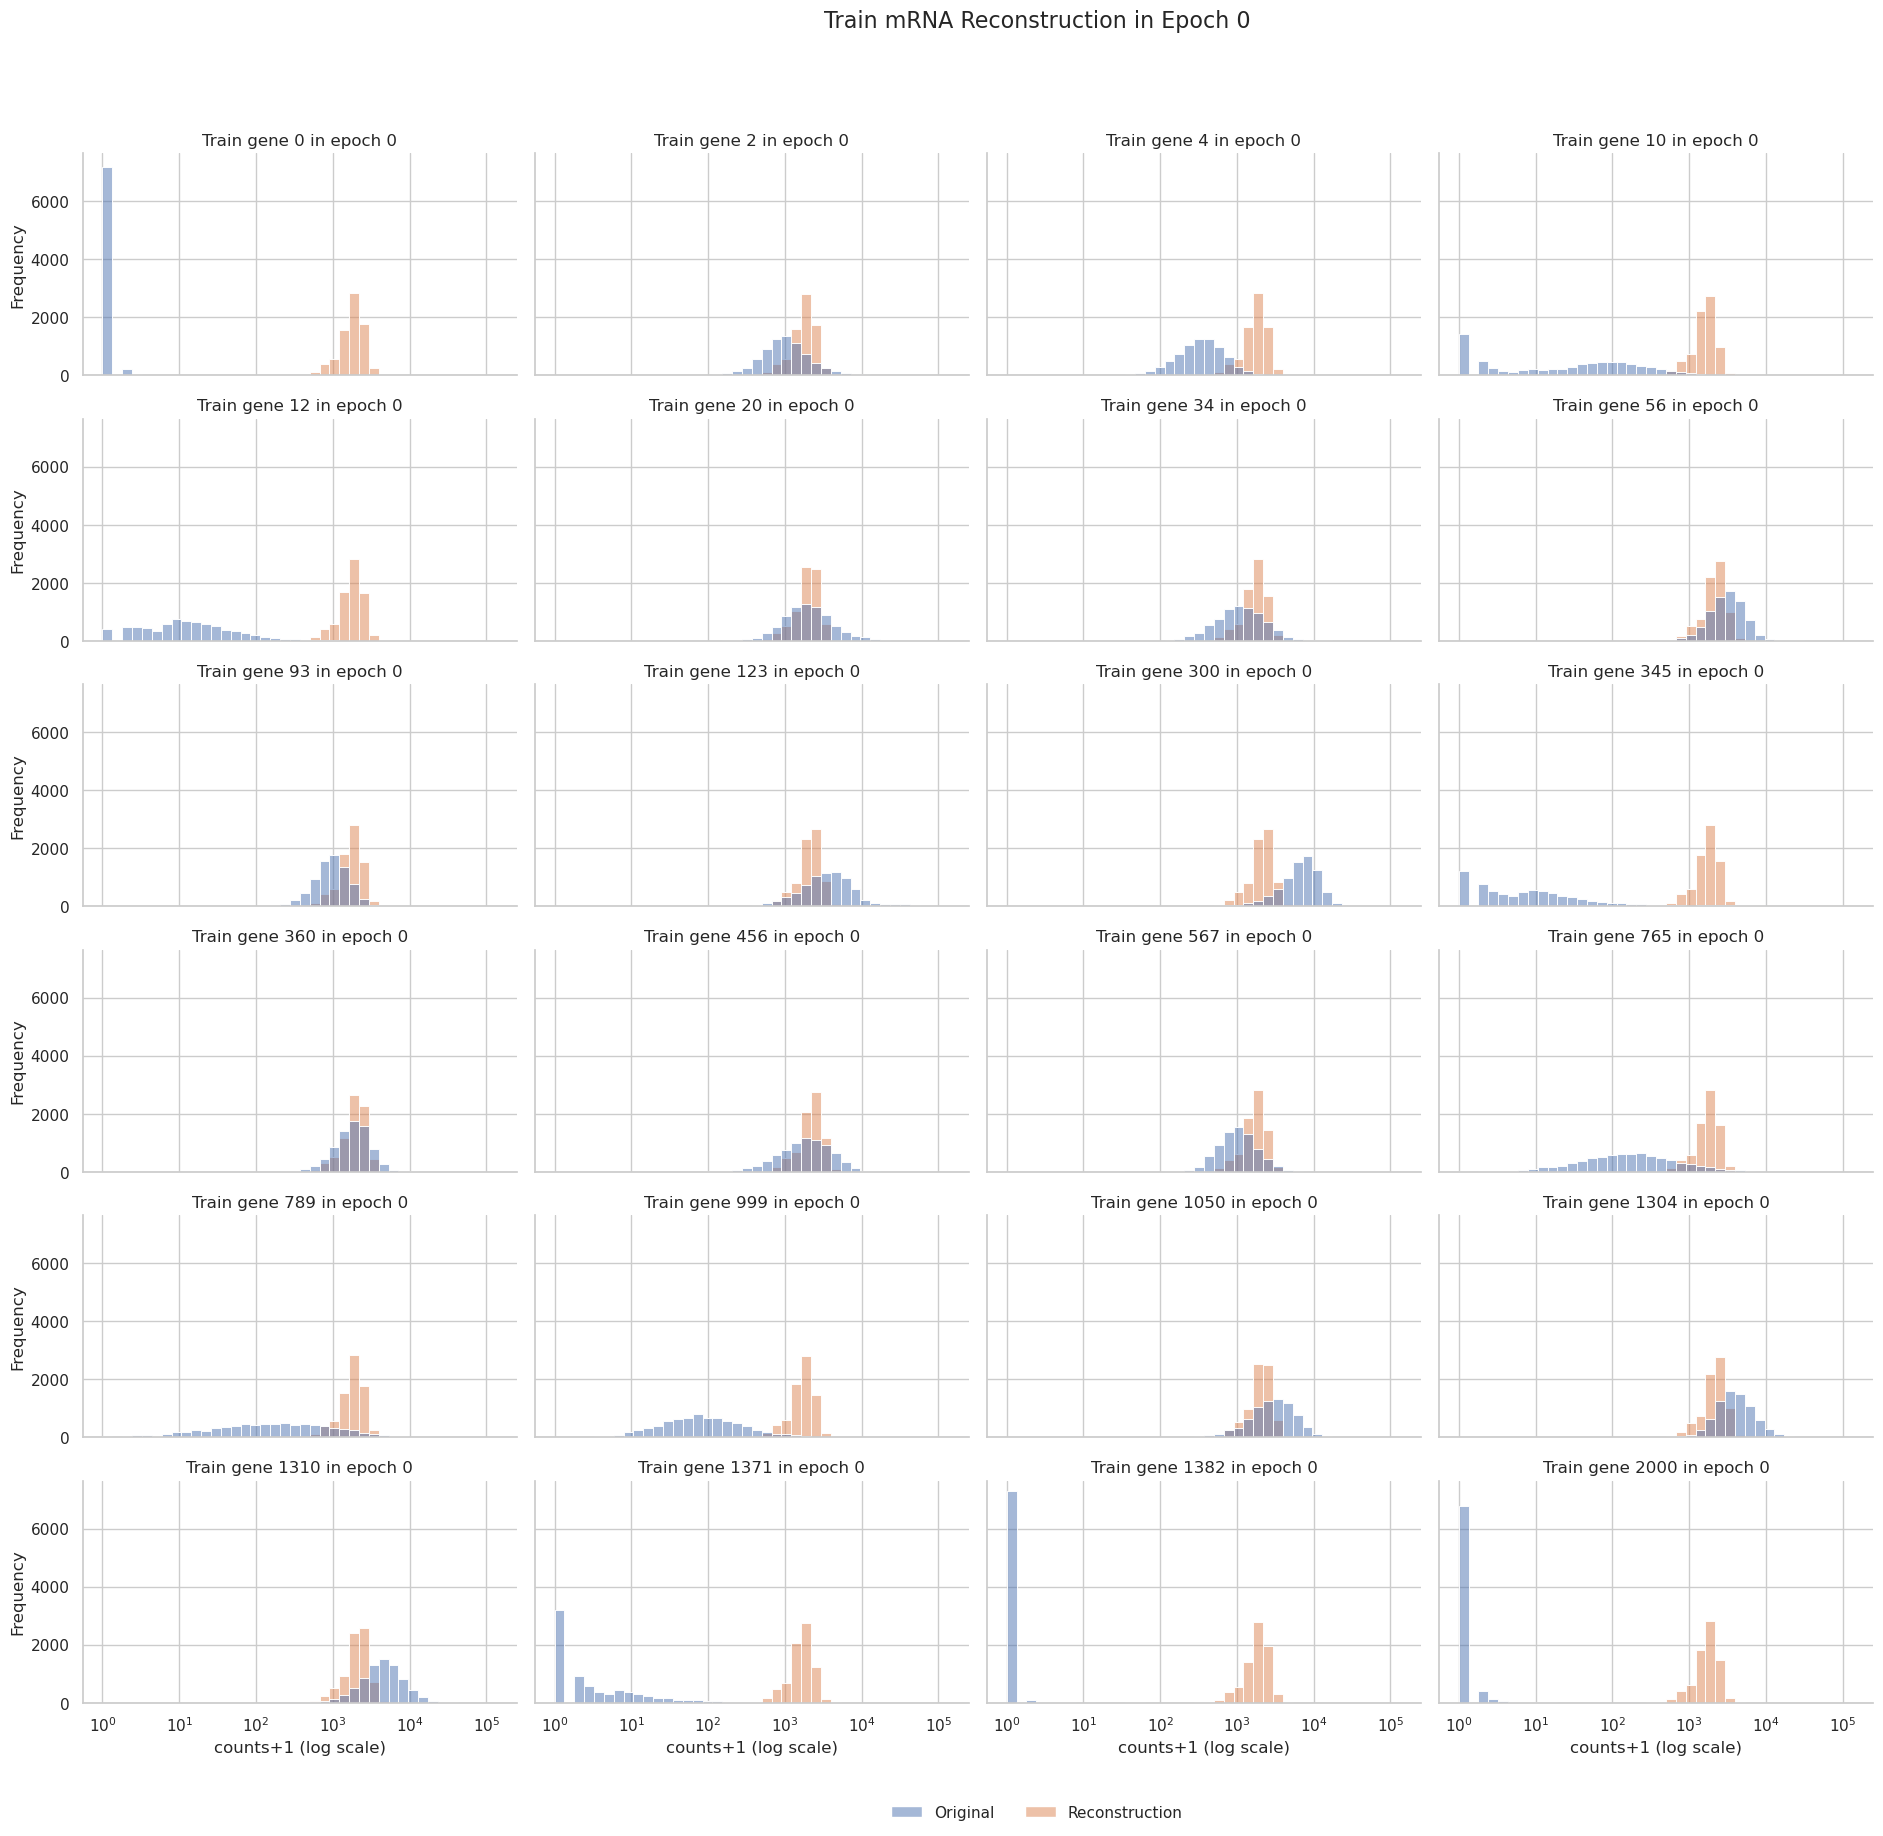 Train mRNA Reconstruction in Epoch 0
Train gene 0 in epoch 0
Train gene 2 in epoch 0
Train gene 4 in epoch 0
Train gene 10 in epoch 0
6000
4000
2000
0
Frequency
Train gene 12 in epoch 0
Train gene 20 in epoch 0
Train gene 34 in epoch 0
Train gene 56 in epoch 0
6000
4000
2000
0
Frequency
Train gene 93 in epoch 0
Train gene 123 in epoch 0
Train gene 300 in epoch 0
Train gene 345 in epoch 0
6000
4000
2000
0
Frequency
Train gene 360 in epoch 0
Train gene 456 in epoch 0
Train gene 567 in epoch 0
Train gene 765 in epoch 0
6000
4000
2000
0
Frequency
Train gene 789 in epoch 0
Train gene 999 in epoch 0
Train gene 1050 in epoch 0
Train gene 1304 in epoch 0
6000
4000
2000
0
Frequency
Train gene 1310 in epoch 0
Train gene 1371 in epoch 0
Train gene 1382 in epoch 0
Train gene 2000 in epoch 0
6000
4000
2000
0
Frequency
10⁰ 10¹ 10² 10³ 10⁴ 10⁵
10⁰ 10¹ 10² 10³ 10⁴ 10⁵
10⁰ 10¹ 10² 10³ 10⁴ 10⁵
10⁰ 10¹ 10² 10³ 10⁴ 10⁵
counts+1 (log scale)
counts+1 (log scale)
counts+1 (log scale)
counts+1 (log scale)
Original
Reconstruction